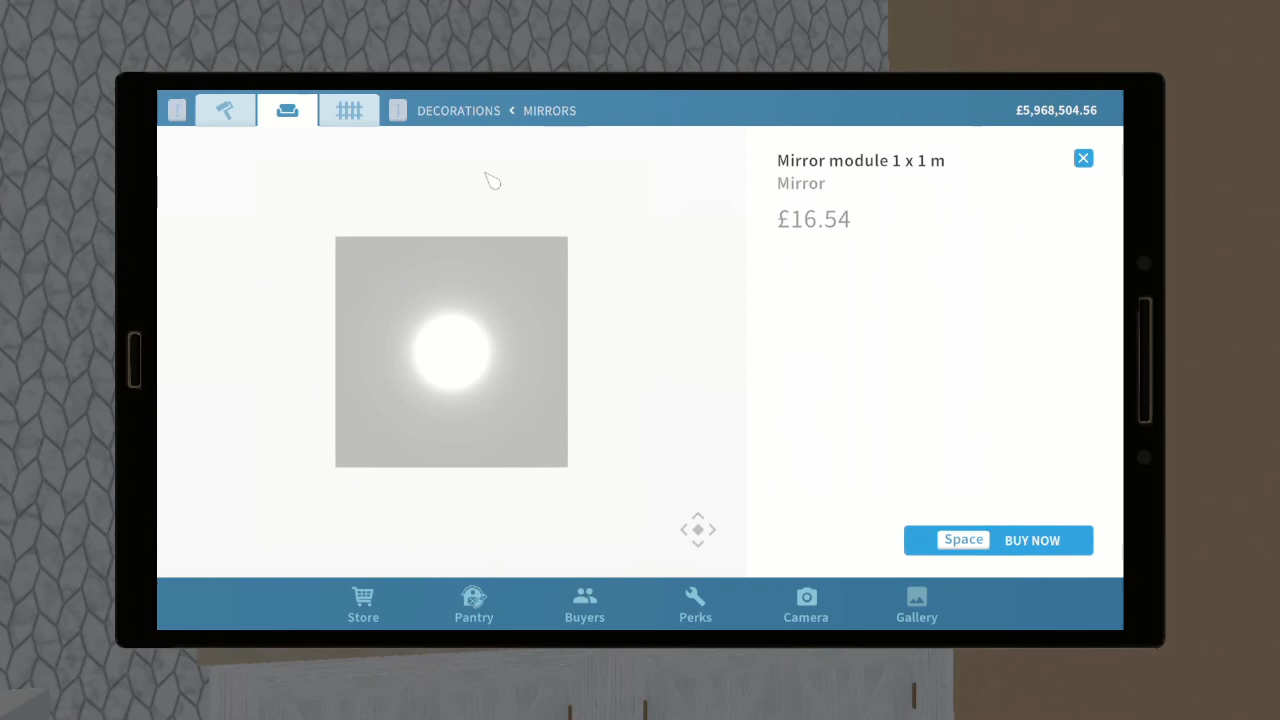 DECORATIONS < MIRRORS
£5,968,504.56
Mirror module 1 x 1 m
Mirror
£16.54
Space BUY NOW
Store Pantry Buyers Perks Camera Gallery